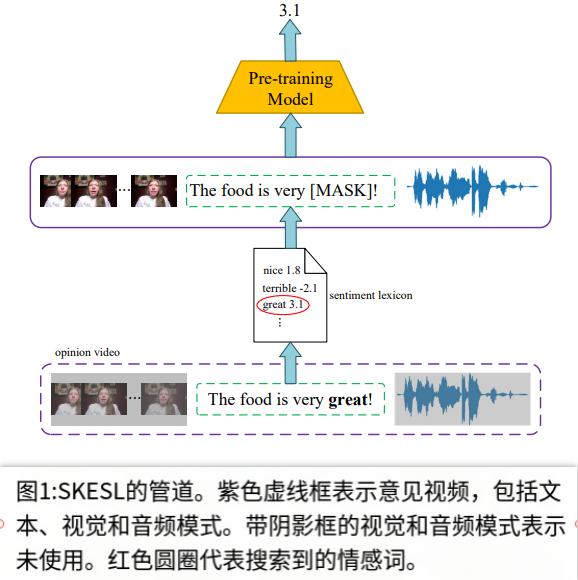 3.1
Pre-training
Model
The food is very [MASK]!
nice 1.8
terrible -2.1
great 3.1
sentiment lexicon
opinion video
The food is very great!
图1:SKESL的管道。紫色虚线框表示意见视频，包括文
本、视觉和音频模式。带阴影框的视觉和音频模式表示
未使用。红色圆圈代表搜索到的情感词。